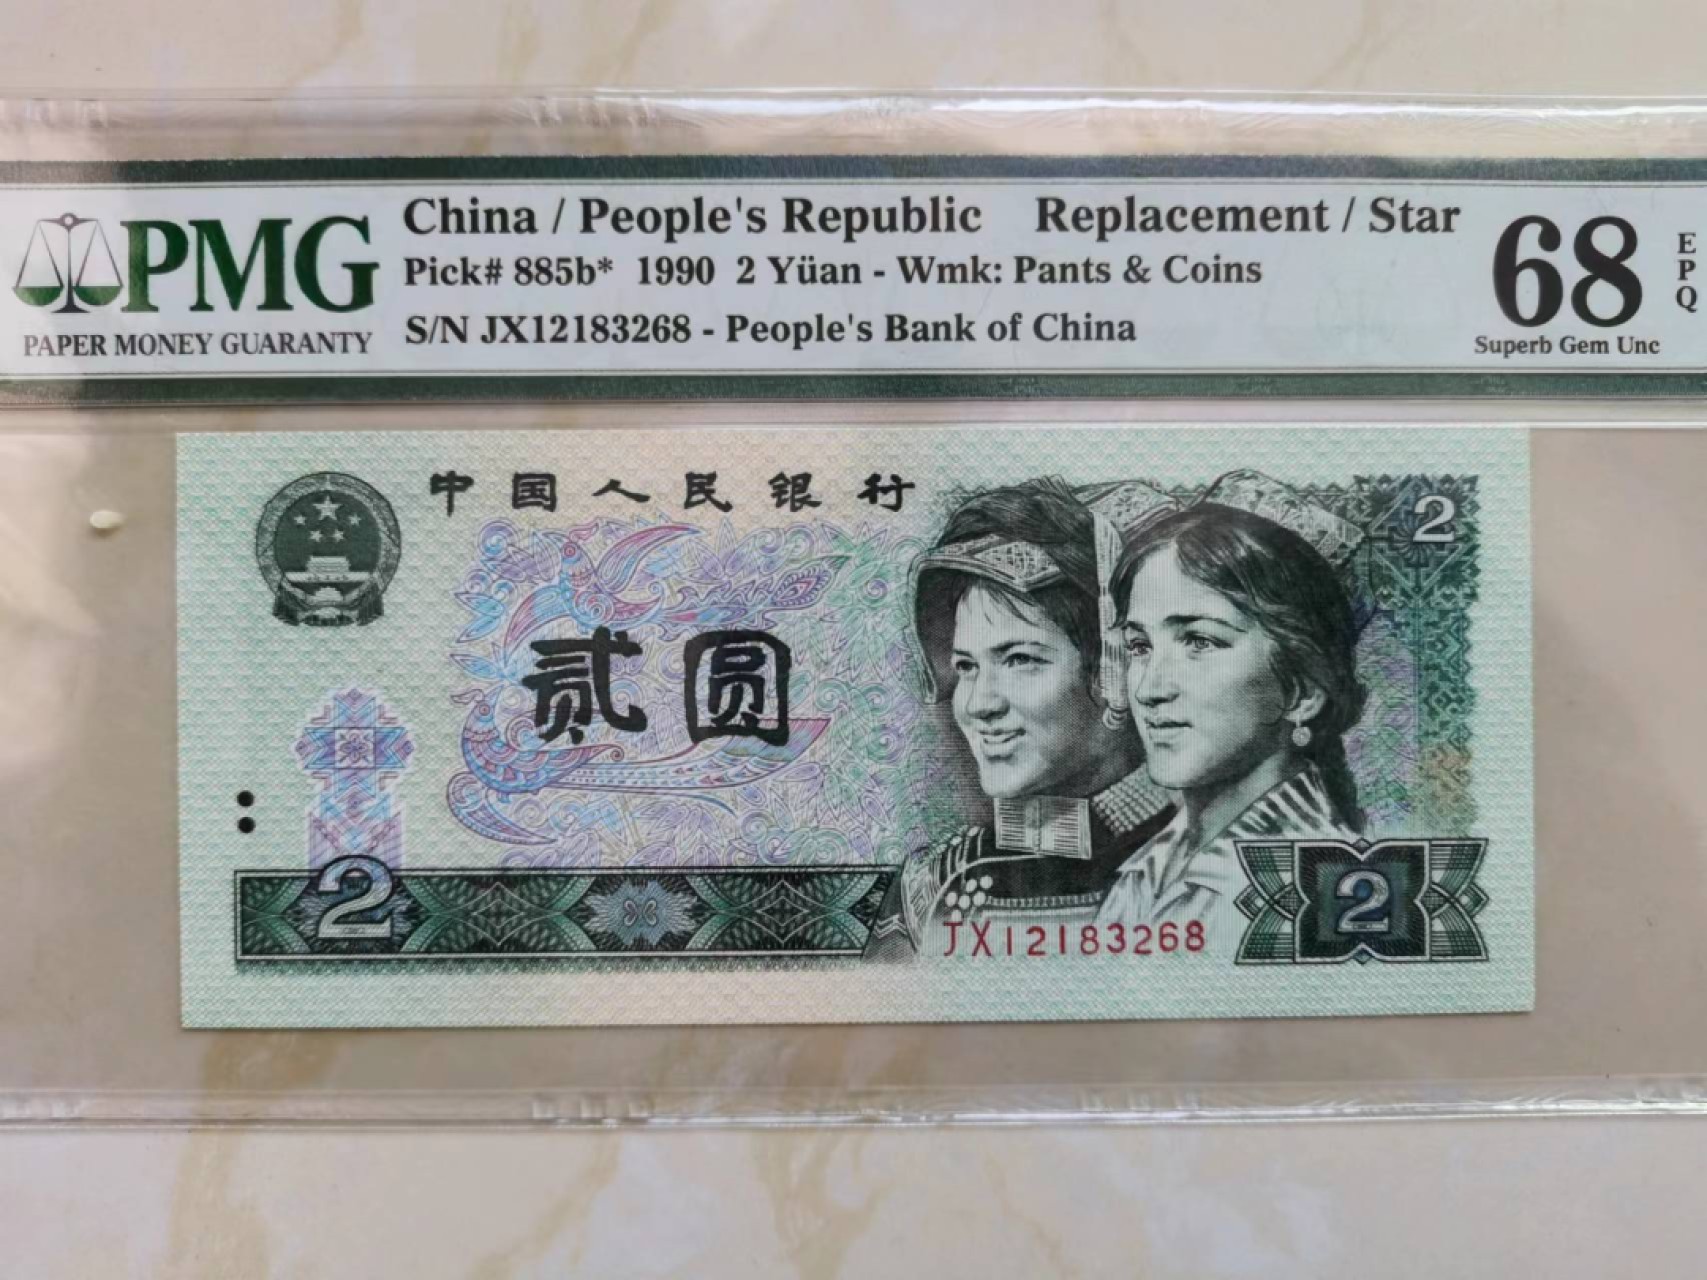 PMG
PAPER MONEY GUARANTY
China / People's Republic Replacement / Star
Pick# 885b* 1990 2 Yüan - Wmk: Pants & Coins
S/N JX12183268 - People's Bank of China
68
EPQ
Superb Gem Unc
中国人民银行
2
贰圆
2
JX12183268
2